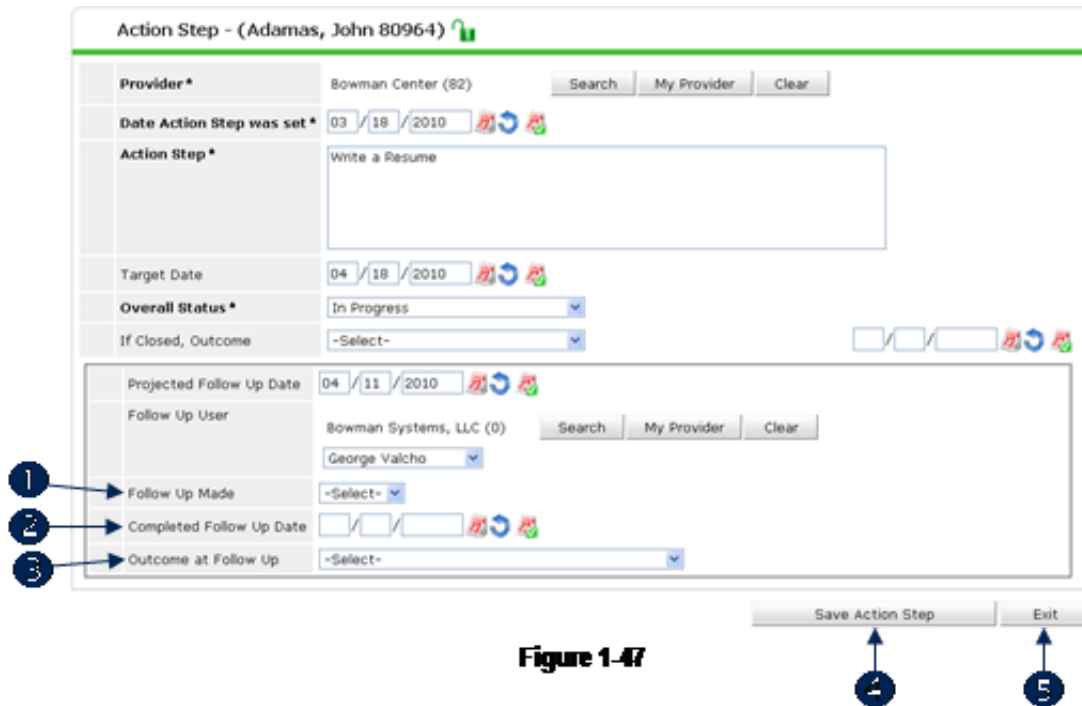 Action Step - (Adamas, John 80964)
Provider* Bowman Center (82) Search My Provider Clear
Date Action Step was set* 03 / 18 / 2010
Action Step* Write a Resume
Target Date 04 / 18 / 2010
Overall Status* In Progress
If Closed, Outcome -Select- / /
Projected Follow Up Date 04 / 11 / 2010
Follow Up User Bowman Systems, LLC (0) Search My Provider Clear
George Valcho
1 Follow Up Made -Select-
2 Completed Follow Up Date / /
3 Outcome at Follow Up -Select-
Save Action Step Exit
Figure 1-47
4 5